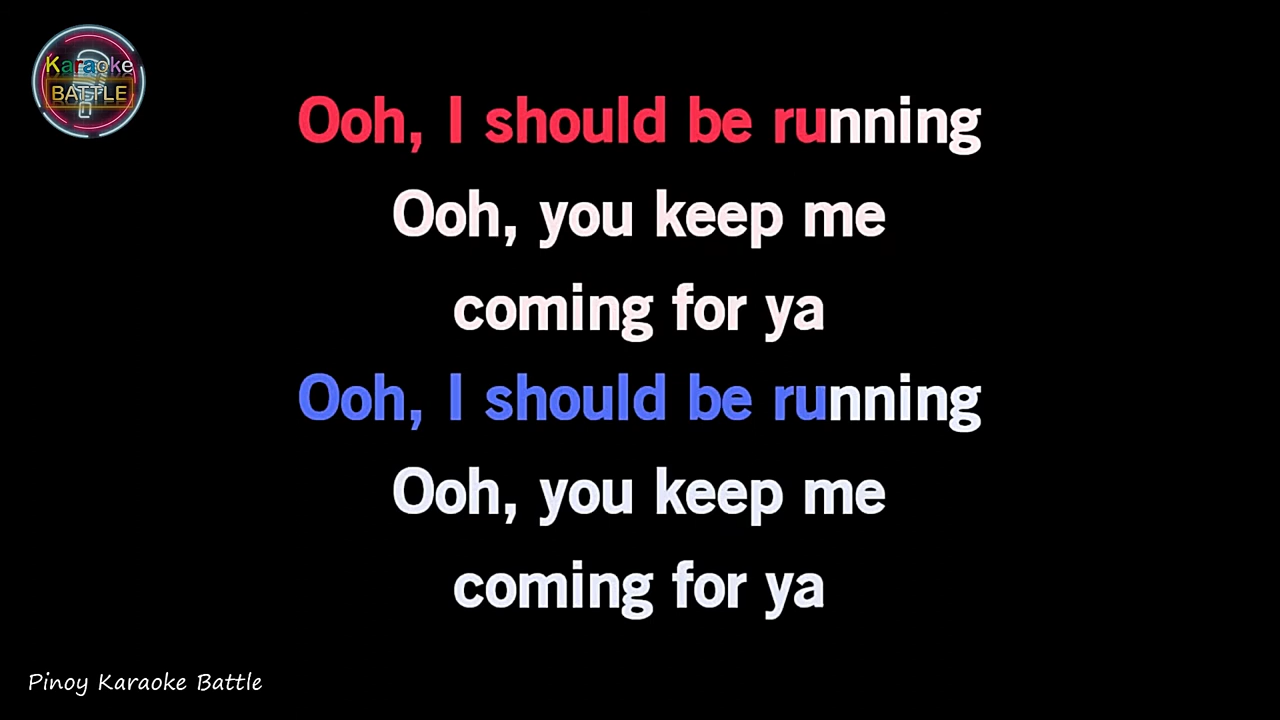 Karaoke
BATTLE
Ooh, I should be running
Ooh, you keep me
coming for ya
Ooh, I should be running
Ooh, you keep me
coming for ya
Pinoy Karaoke Battle